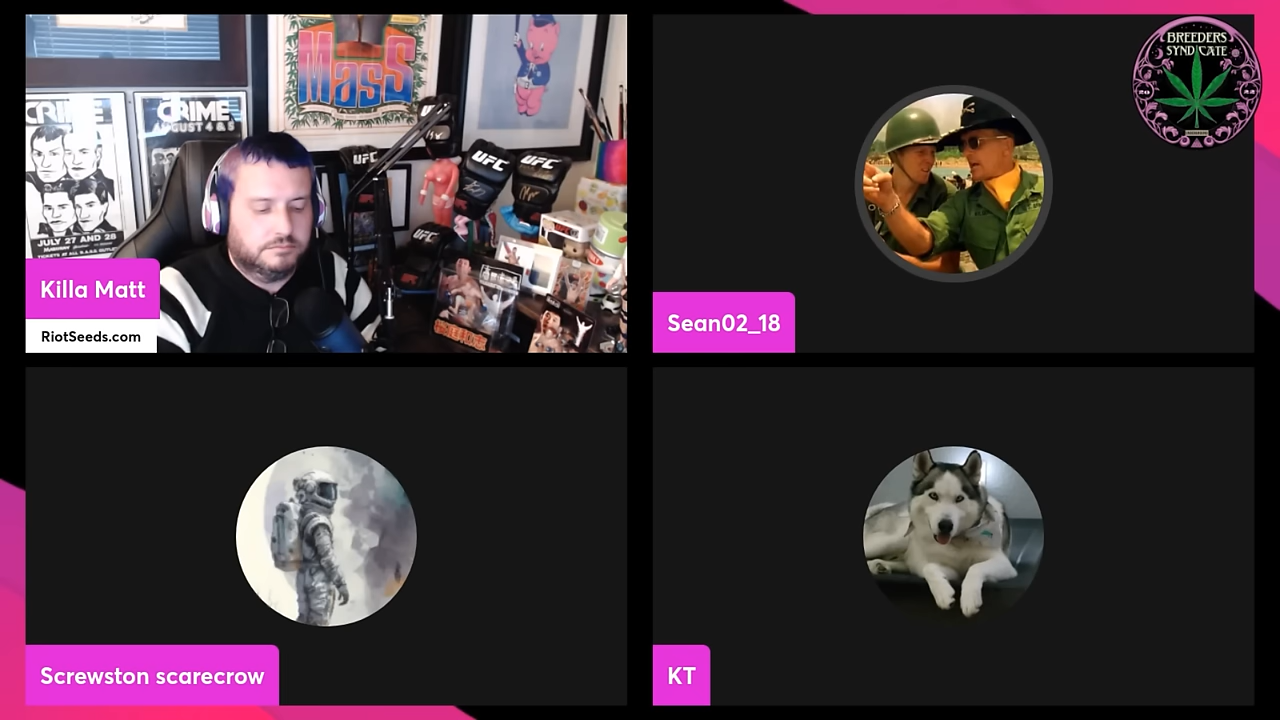 MasS
CRIME
CRIME
AUGUST 4 & 5
JULY 27 AND 28
UFC
UFC
UFC
UFC
Killa Matt
RiotSeeds.com
BREEDERS
SYNDICATE
Sean02_18
Screwston scarecrow
KT